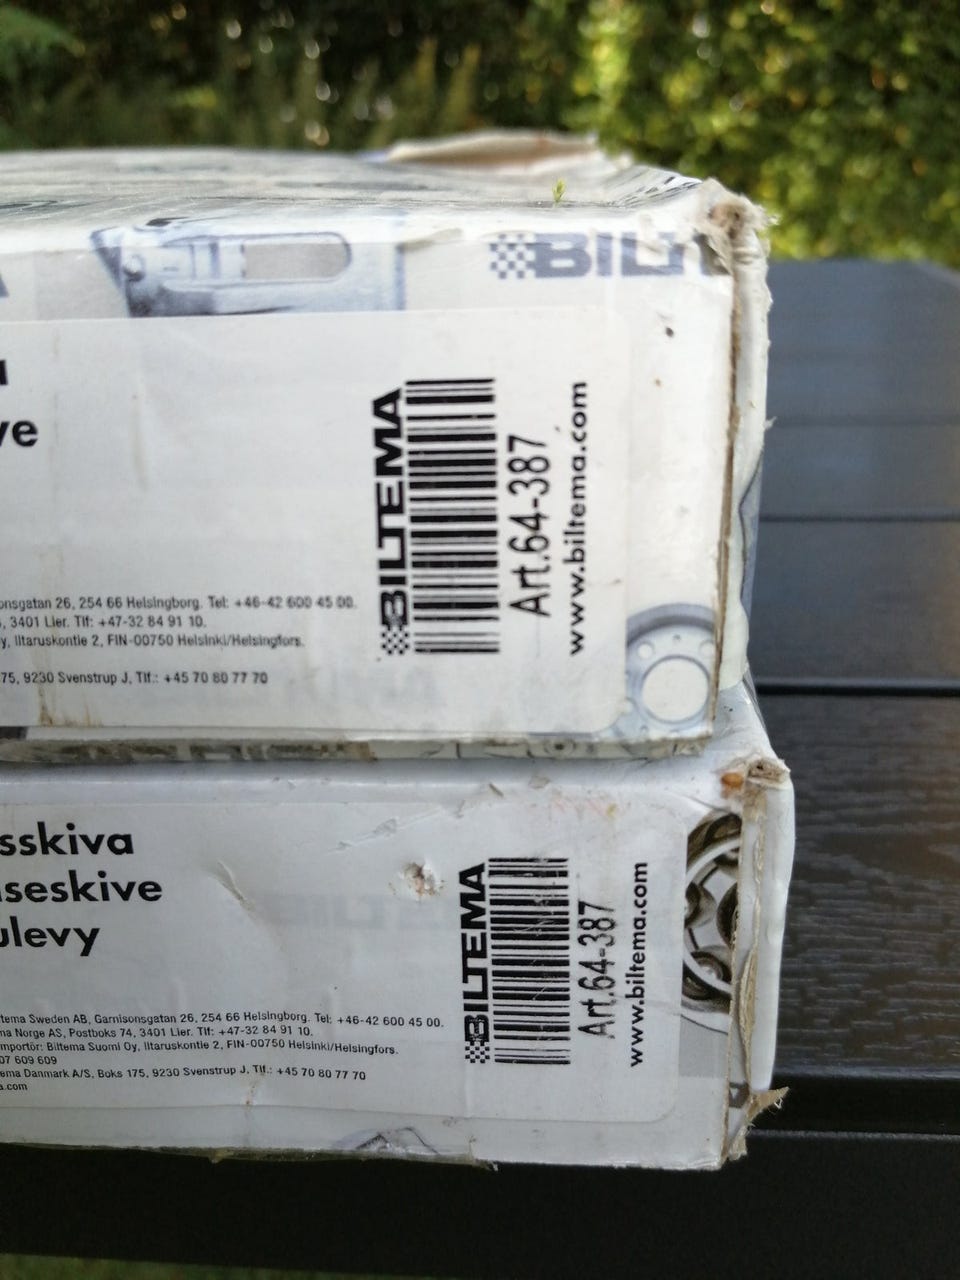 BILTEMA
ve
BILTEMA
Art.64-387
www.biltema.com
onsgatan 26, 254 66 Helsingborg. Tel: +46-42 600 45 00.
, 3401 Lier. Tlf: +47-32 84 91 10.
y, Iltaruskontie 2, FIN-00750 Helsinki/Helsingfors.
75, 9230 Svenstrup J, Tlf.: +45 70 80 77 70
sskiva
seskive
ulevy
BILTEMA
Art.64-387
www.biltema.com
tema Sweden AB, Garnisonsgatan 26, 254 66 Helsingborg. Tel: +46-42 600 45 00.
ma Norge AS, Postboks 74, 3401 Lier. Tlf: +47-32 84 91 10.
mportör: Biltema Suomi Oy, Iltaruskontie 2, FIN-00750 Helsinki/Helsingfors.
07 609 609
ema Danmark A/S, Boks 175, 9230 Svenstrup J, Tlf.: +45 70 80 77 70
a.com